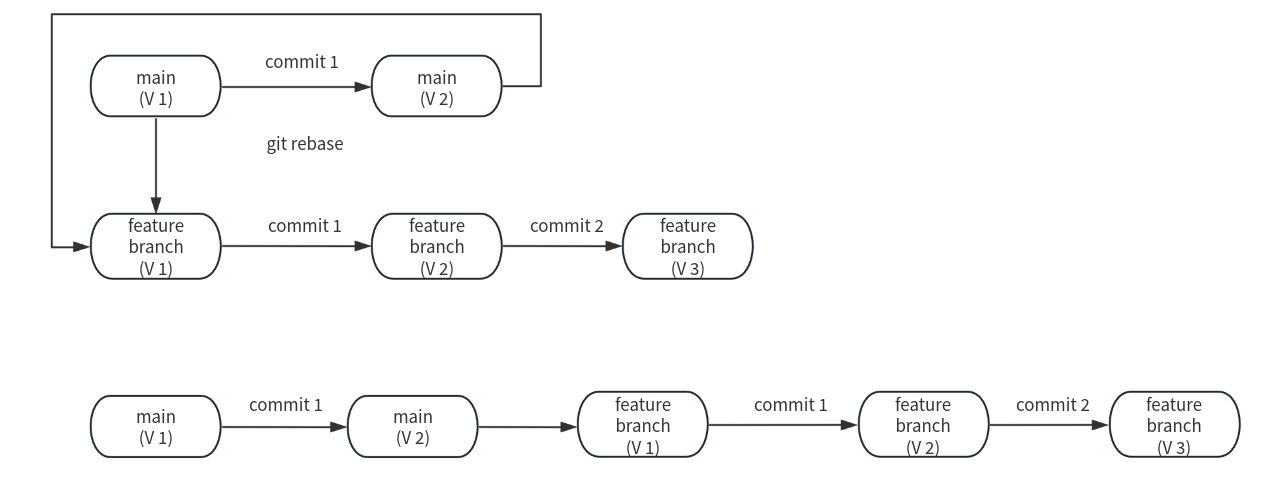 commit 1
main
(V 1)
main
(V 2)
git rebase
feature
branch
(V 1)
commit 1
feature
branch
(V 2)
commit 2
feature
branch
(V 3)
main
(V 1)
commit 1
main
(V 2)
feature
branch
(V 1)
commit 1
feature
branch
(V 2)
commit 2
feature
branch
(V 3)